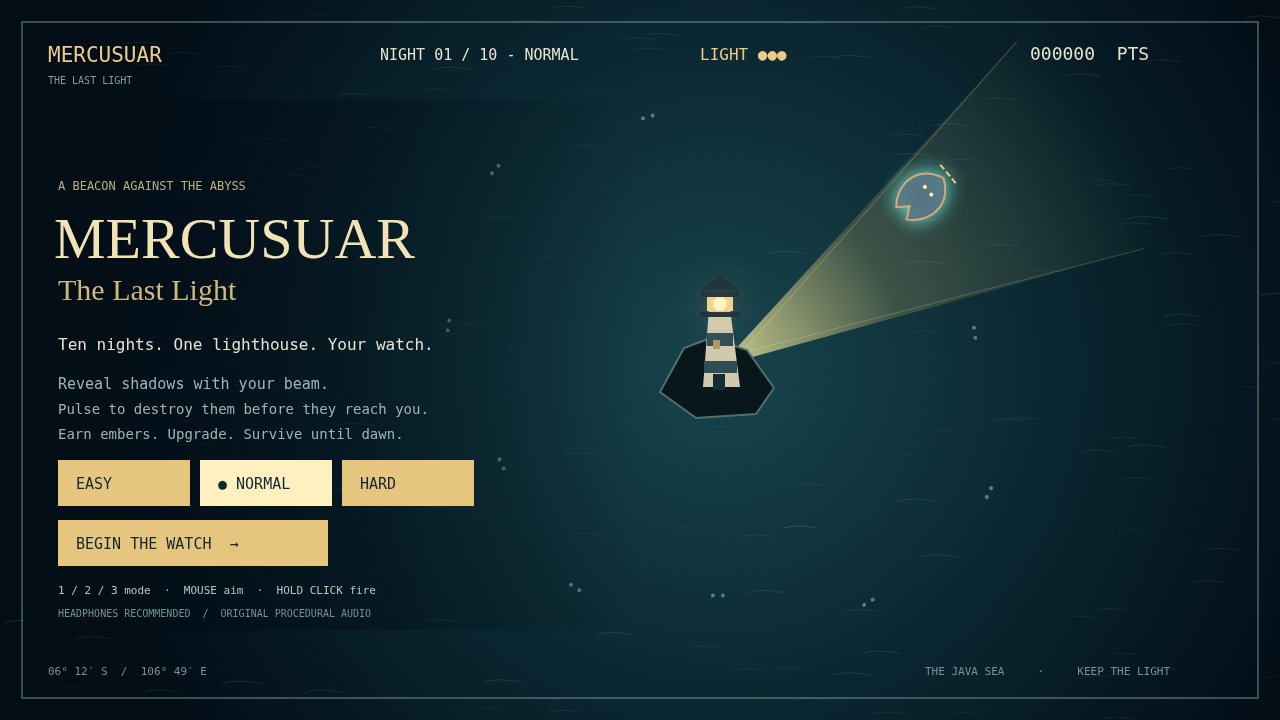 MERCUSUAR
THE LAST LIGHT
NIGHT 01 / 10 - NORMAL
LIGHT ●●●
000000 PTS
A BEACON AGAINST THE ABYSS
MERCUSUAR
The Last Light
Ten nights. One lighthouse. Your watch.
Reveal shadows with your beam.
Pulse to destroy them before they reach you.
Earn embers. Upgrade. Survive until dawn.
EASY
● NORMAL
HARD
BEGIN THE WATCH →
1 / 2 / 3 mode · MOUSE aim · HOLD CLICK fire
HEADPHONES RECOMMENDED / ORIGINAL PROCEDURAL AUDIO
06° 12′ S / 106° 49′ E
THE JAVA SEA · KEEP THE LIGHT